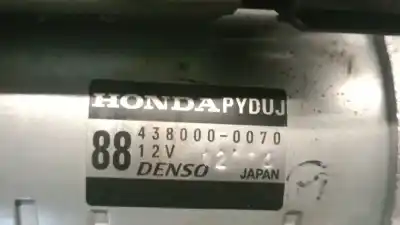 HONDA PYDUJ
438000-0070
88 12V
DENSO JAPAN